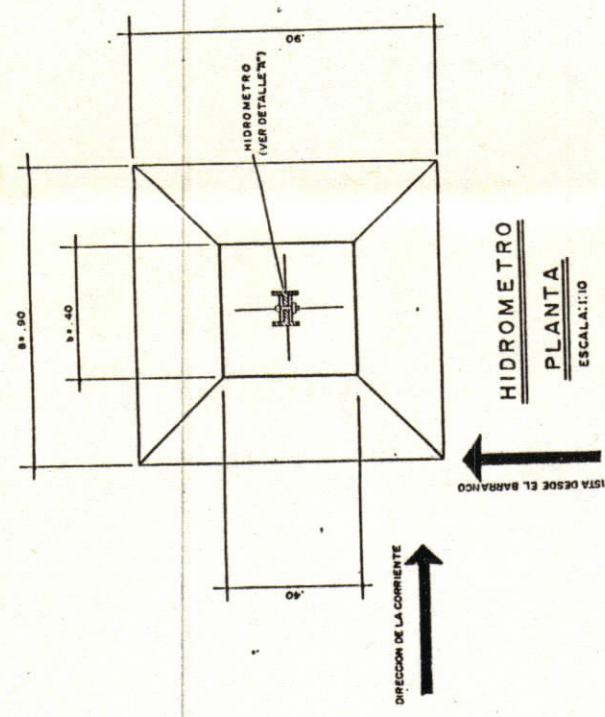 a=.90
b=.40
.90
HIDROMETRO
(VER DETALLE "A")
.40
DIRECCION DE LA CORRIENTE
ISTA DESDE EL BARRANCO
HIDROMETRO
PLANTA
ESCALA:1:10